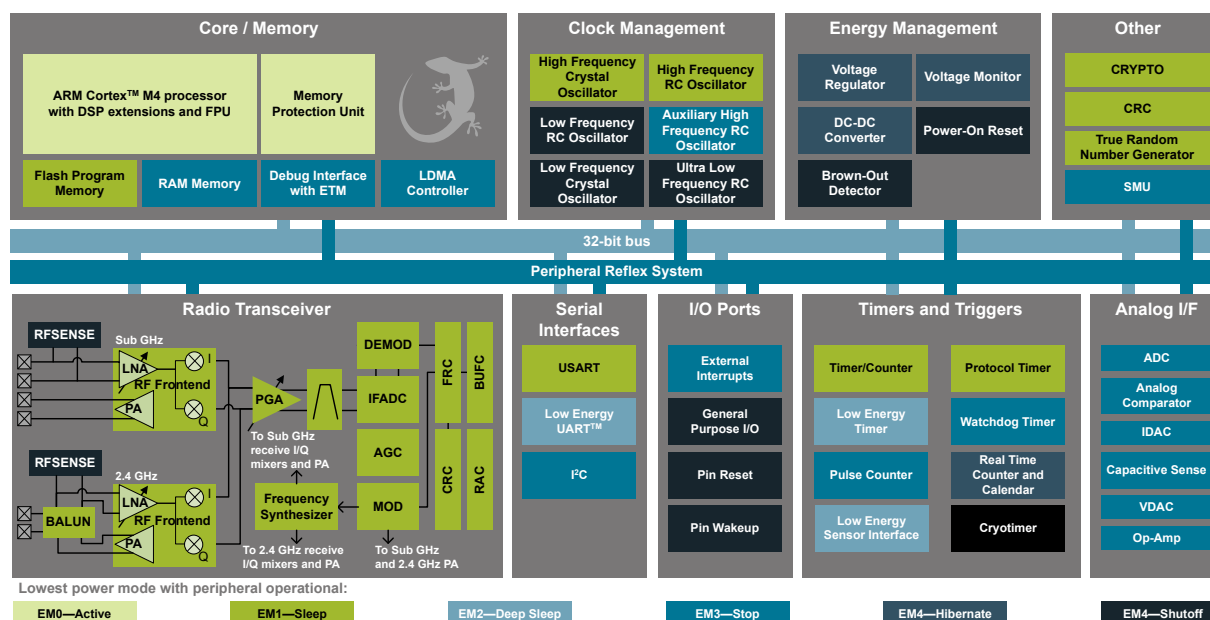 Core / Memory
ARM Cortex™ M4 processor
with DSP extensions and FPU
Memory
Protection Unit
Flash Program
Memory
RAM Memory
Debug Interface
with ETM
LDMA
Controller
Clock Management
High Frequency
Crystal
Oscillator
High Frequency
RC Oscillator
Low Frequency
RC Oscillator
Auxiliary High
Frequency RC
Oscillator
Low Frequency
Crystal
Oscillator
Ultra Low
Frequency RC
Oscillator
Energy Management
Voltage
Regulator
Voltage Monitor
DC-DC
Converter
Power-On Reset
Brown-Out
Detector
Other
CRYPTO
CRC
True Random
Number Generator
SMU
32-bit bus
Peripheral Reflex System
Radio Transceiver
RFSENSE
Sub GHz
LNA
I
RF Frontend
PA
Q
RFSENSE
2.4 GHz
LNA
I
BALUN
RF Frontend
PA
Q
PGA
To Sub GHz
receive I/Q
mixers and PA
Frequency
Synthesizer
To 2.4 GHz receive
I/Q mixers and PA
DEMOD
IFADC
AGC
MOD
To Sub GHz
and 2.4 GHz PA
FRC
BUFC
CRC
RAC
Serial
Interfaces
USART
Low Energy
UART™
I²C
I/O Ports
External
Interrupts
General
Purpose I/O
Pin Reset
Pin Wakeup
Timers and Triggers
Timer/Counter
Protocol Timer
Low Energy
Timer
Watchdog Timer
Pulse Counter
Real Time
Counter and
Calendar
Low Energy
Sensor Interface
Cryotimer
Analog I/F
ADC
Analog
Comparator
IDAC
Capacitive Sense
VDAC
Op-Amp
Lowest power mode with peripheral operational:
EM0—Active
EM1—Sleep
EM2—Deep Sleep
EM3—Stop
EM4—Hibernate
EM4—Shutoff